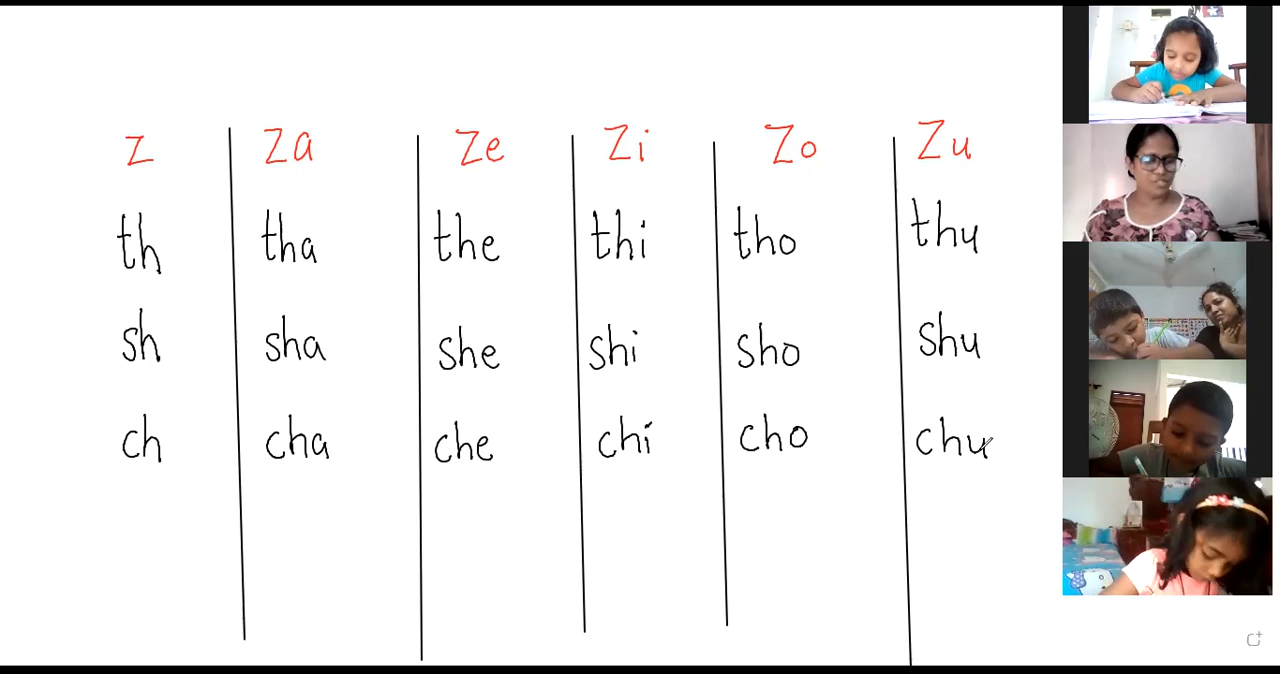 z Za Ze Zi Zo Zu
th tha the thi tho thu
sh sha she shi sho shu
ch cha che chi cho chu